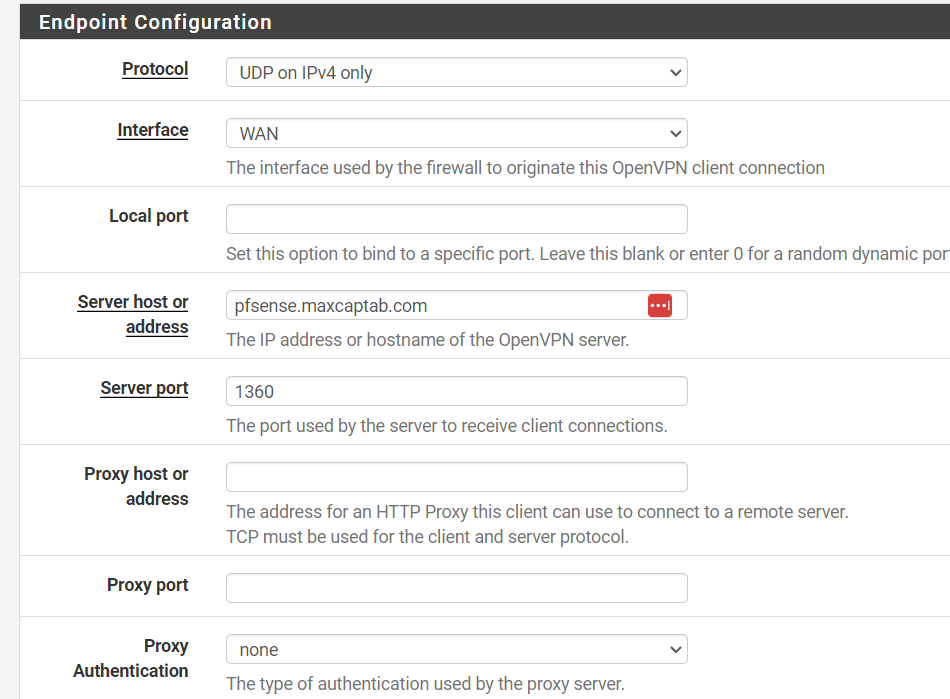 Endpoint Configuration
Protocol
UDP on IPv4 only
Interface
WAN
The interface used by the firewall to originate this OpenVPN client connection
Local port
Set this option to bind to a specific port. Leave this blank or enter 0 for a random dynamic por
Server host or
address
pfsense.maxcaptab.com
The IP address or hostname of the OpenVPN server.
Server port
1360
The port used by the server to receive client connections.
Proxy host or
address
The address for an HTTP Proxy this client can use to connect to a remote server.
TCP must be used for the client and server protocol.
Proxy port
Proxy
Authentication
none
The type of authentication used by the proxy server.